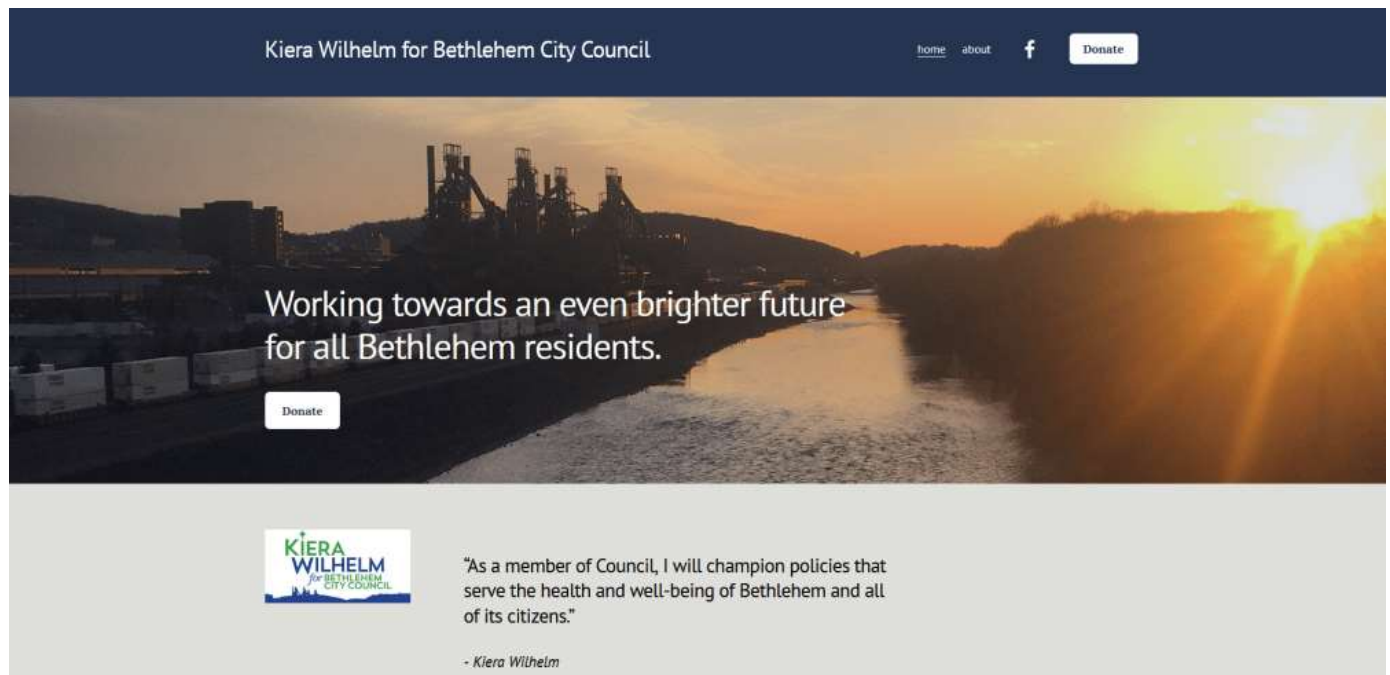 Kiera Wilhelm for Bethlehem City Council
home about f Donate
Working towards an even brighter future
for all Bethlehem residents.
Donate
KIERA
WILHELM
for BETHLEHEM
CITY COUNCIL
“As a member of Council, I will champion policies that
serve the health and well-being of Bethlehem and all
of its citizens.”
- Kiera Wilhelm